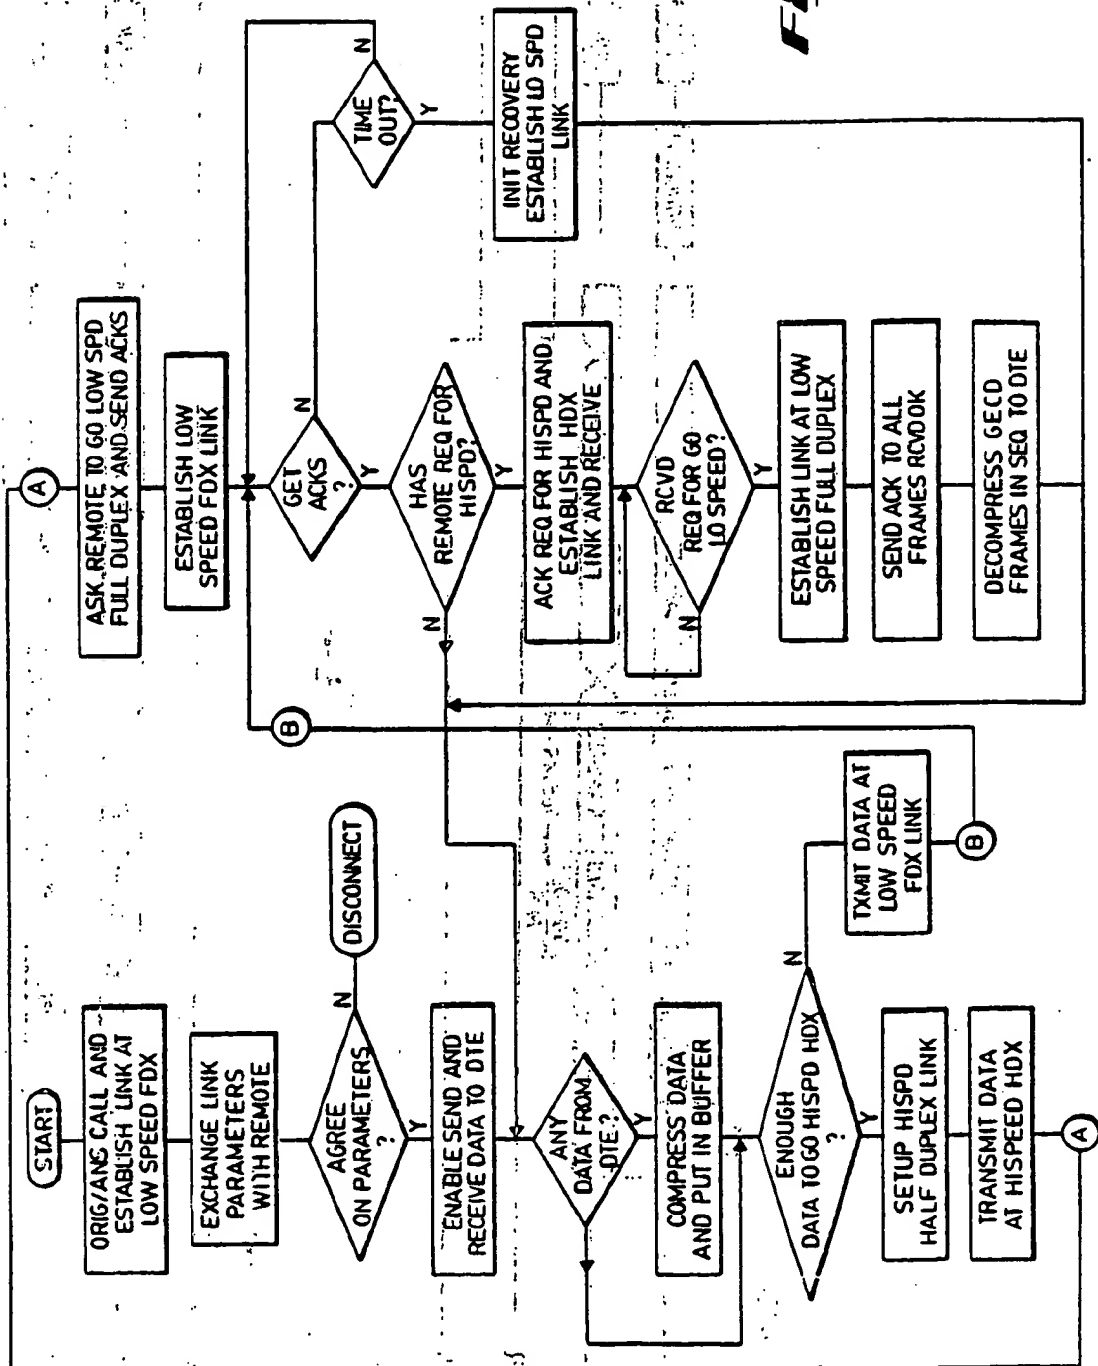 START
ORIG/ANS CALL AND
ESTABLISH LINK AT
LOW SPEED FDX
EXCHANGE LINK
PARAMETERS
WITH REMOTE
AGREE
ON PARAMETERS
?
N
DISCONNECT
Y
ENABLE SEND AND
RECEIVE DATA TO DTE
ANY
DATA FROM
DTE?
Y
COMPRESS DATA
AND PUT IN BUFFER
ENOUGH
DATA TO GO HISPD HDX
?
N
TXMIT DATA AT
LOW SPEED
FDX LINK
B
Y
SETUP HISPD
HALF DUPLEX LINK
TRANSMIT DATA
AT HISPEED HDX
A
A
ASK REMOTE TO GO LOW SPD
FULL DUPLEX AND SEND ACKS
ESTABLISH LOW
SPEED FDX LINK
B
GET
ACKS
?
N
TIME
OUT?
N
Y
INIT RECOVERY
ESTABLISH LO SPD
LINK
Y
HAS
REMOTE REQ FOR
HISPD?
N
Y
ACK REQ FOR HISPD AND
ESTABLISH HDX
LINK AND RECEIVE
RCVD
REQ FOR GO
LO SPEED?
N
Y
ESTABLISH LINK AT LOW
SPEED FULL DUPLEX
SEND ACK TO ALL
FRAMES RCVDOK
DECOMPRESS GECD
FRAMES IN SEQ TO DTE